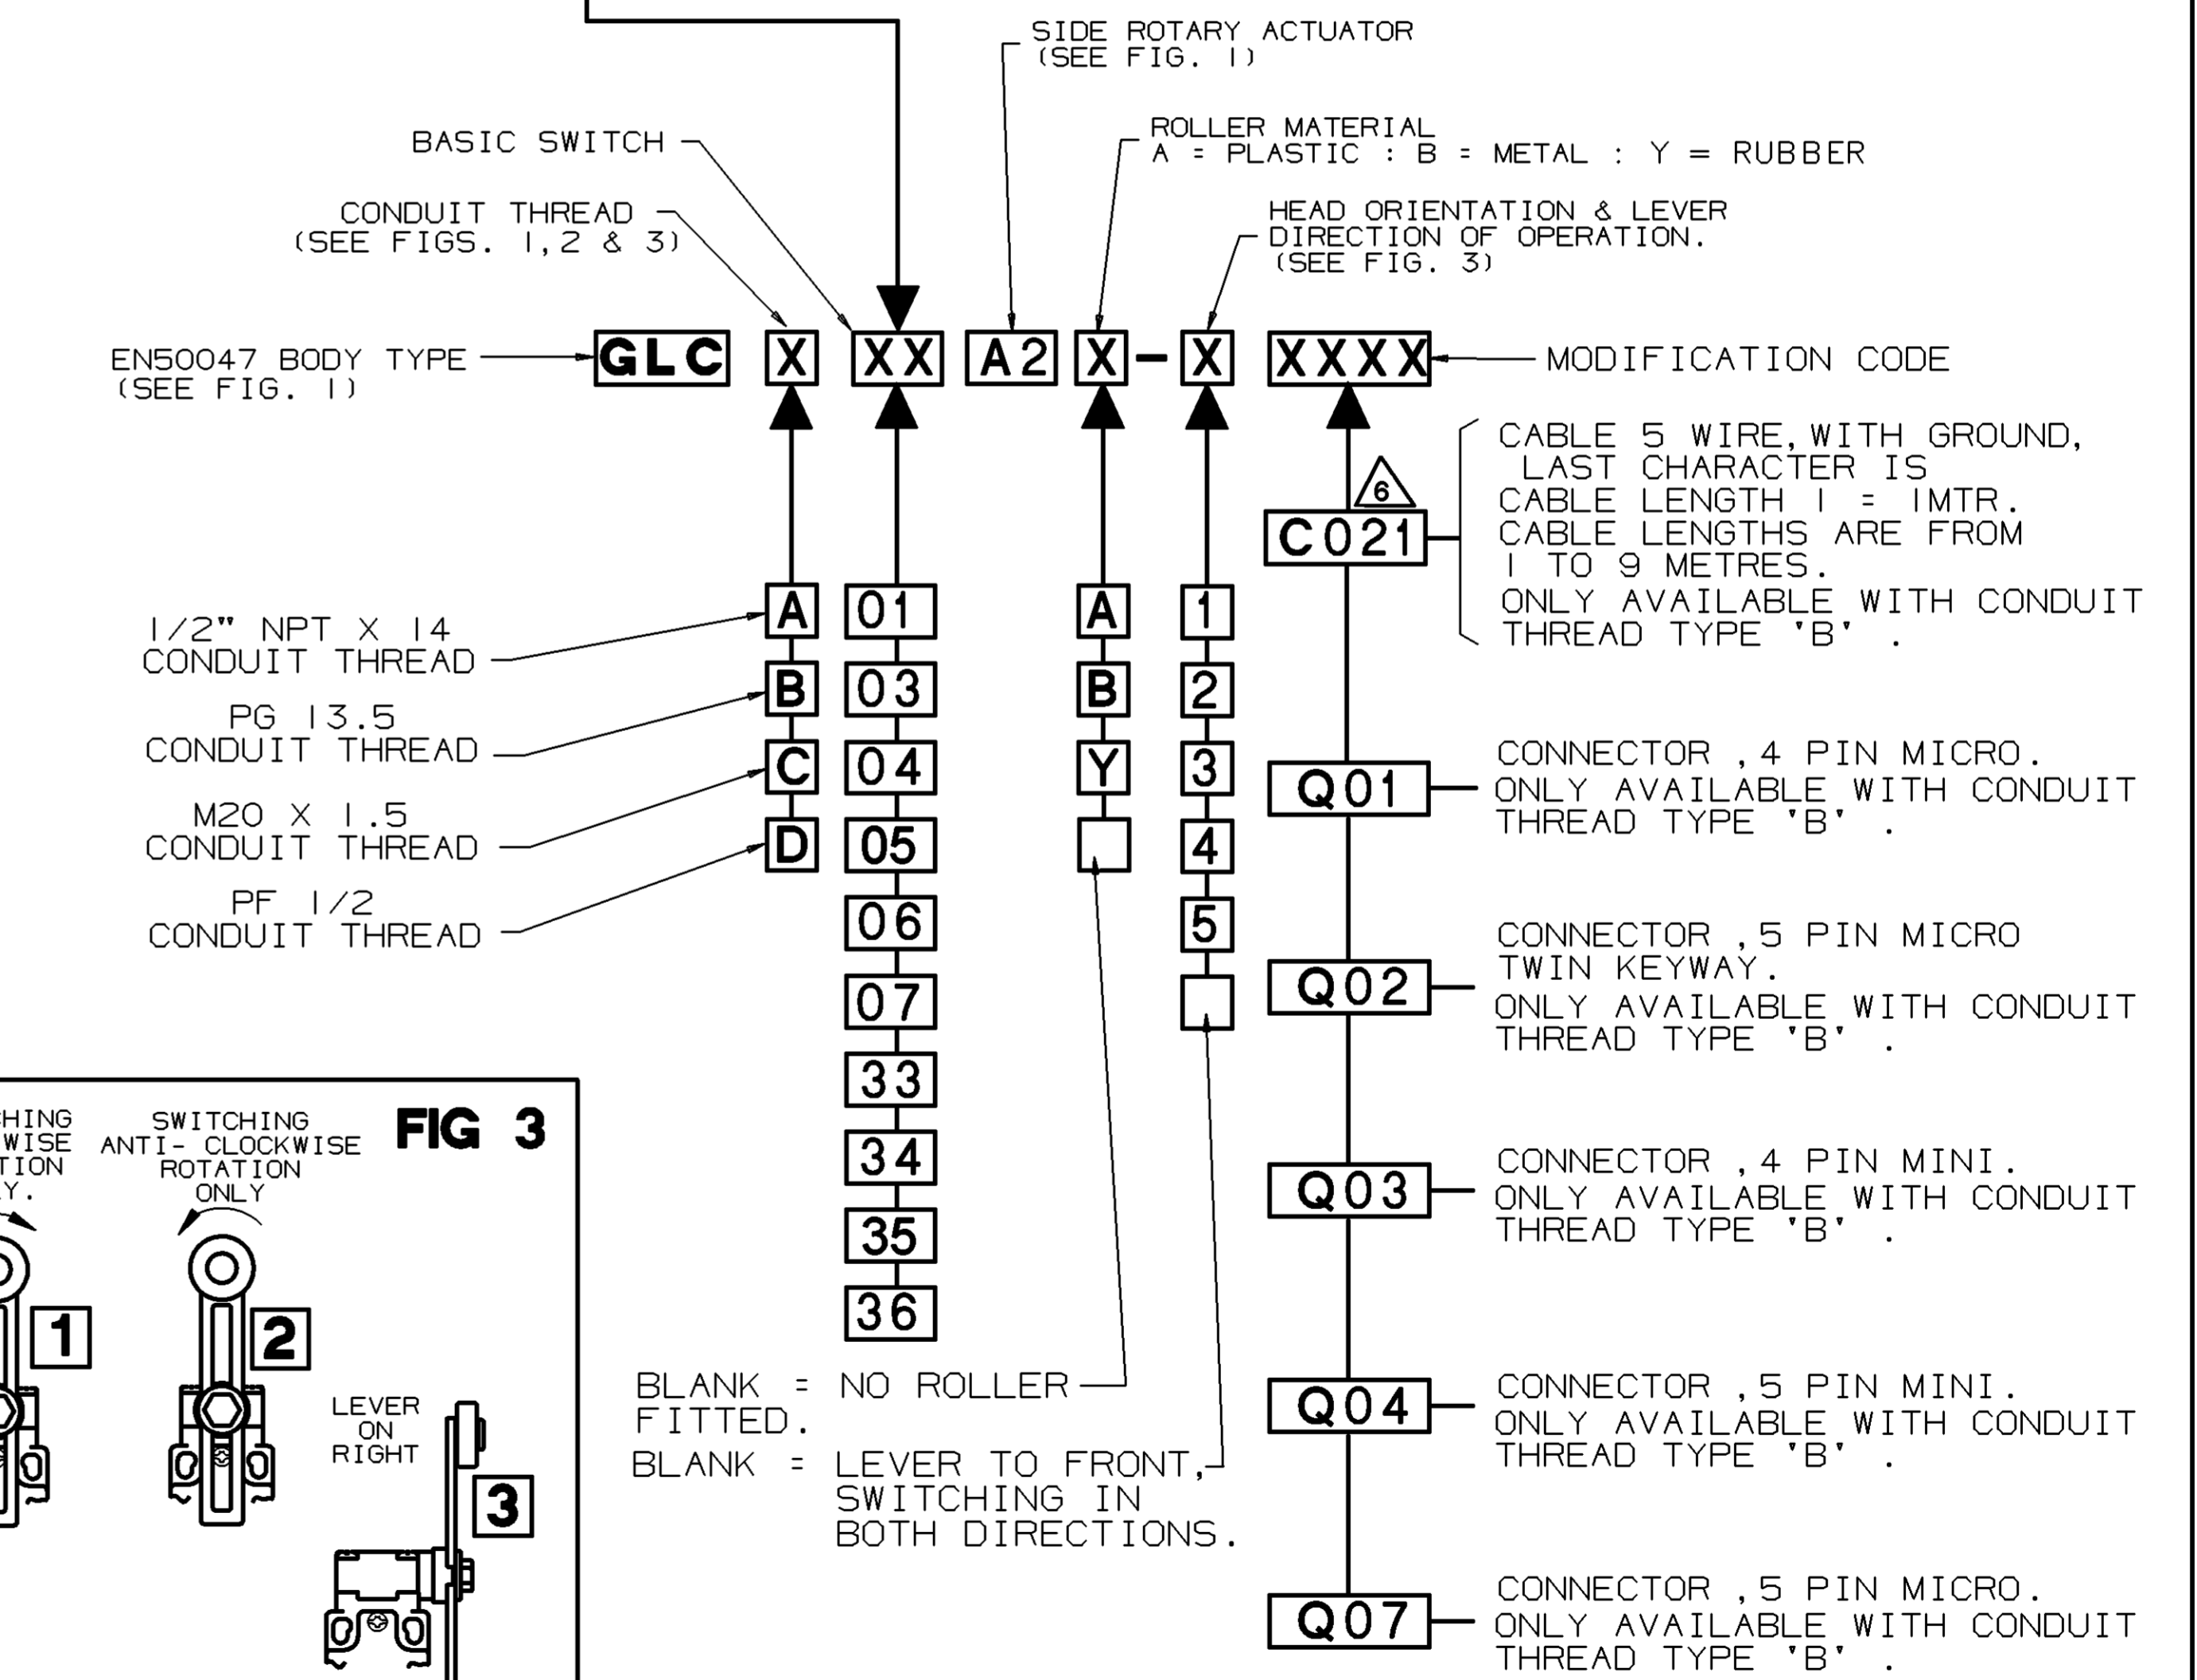 SIDE ROTARY ACTUATOR
(SEE FIG. 1)
BASIC SWITCH
ROLLER MATERIAL
A = PLASTIC : B = METAL : Y = RUBBER
CONDUIT THREAD
(SEE FIGS. 1,2 & 3)
HEAD ORIENTATION & LEVER
DIRECTION OF OPERATION.
(SEE FIG. 3)
EN50047 BODY TYPE
(SEE FIG. 1)
GLC X XX A2 X - X XXXX
MODIFICATION CODE
6
C021
CABLE 5 WIRE, WITH GROUND,
LAST CHARACTER IS
CABLE LENGTH 1 = 1MTR.
CABLE LENGTHS ARE FROM
1 TO 9 METRES.
ONLY AVAILABLE WITH CONDUIT
THREAD TYPE 'B' .
1/2" NPT X 14
CONDUIT THREAD
PG 13.5
CONDUIT THREAD
M20 X 1.5
CONDUIT THREAD
PF 1/2
CONDUIT THREAD
A
B
C
D
01
03
04
05
06
07
33
34
35
36
A
B
Y
1
2
3
4
5
Q01
CONNECTOR ,4 PIN MICRO.
ONLY AVAILABLE WITH CONDUIT
THREAD TYPE 'B' .
Q02
CONNECTOR ,5 PIN MICRO
TWIN KEYWAY.
ONLY AVAILABLE WITH CONDUIT
THREAD TYPE 'B' .
Q03
CONNECTOR ,4 PIN MINI.
ONLY AVAILABLE WITH CONDUIT
THREAD TYPE 'B' .
Q04
CONNECTOR ,5 PIN MINI.
ONLY AVAILABLE WITH CONDUIT
THREAD TYPE 'B' .
Q07
CONNECTOR ,5 PIN MICRO.
ONLY AVAILABLE WITH CONDUIT
THREAD TYPE 'B' .
BLANK = NO ROLLER
FITTED.
BLANK = LEVER TO FRONT,
SWITCHING IN
BOTH DIRECTIONS.
FIG 3
SWITCHING
ANTI- CLOCKWISE
ROTATION
ONLY
1
2
LEVER
ON
RIGHT
3